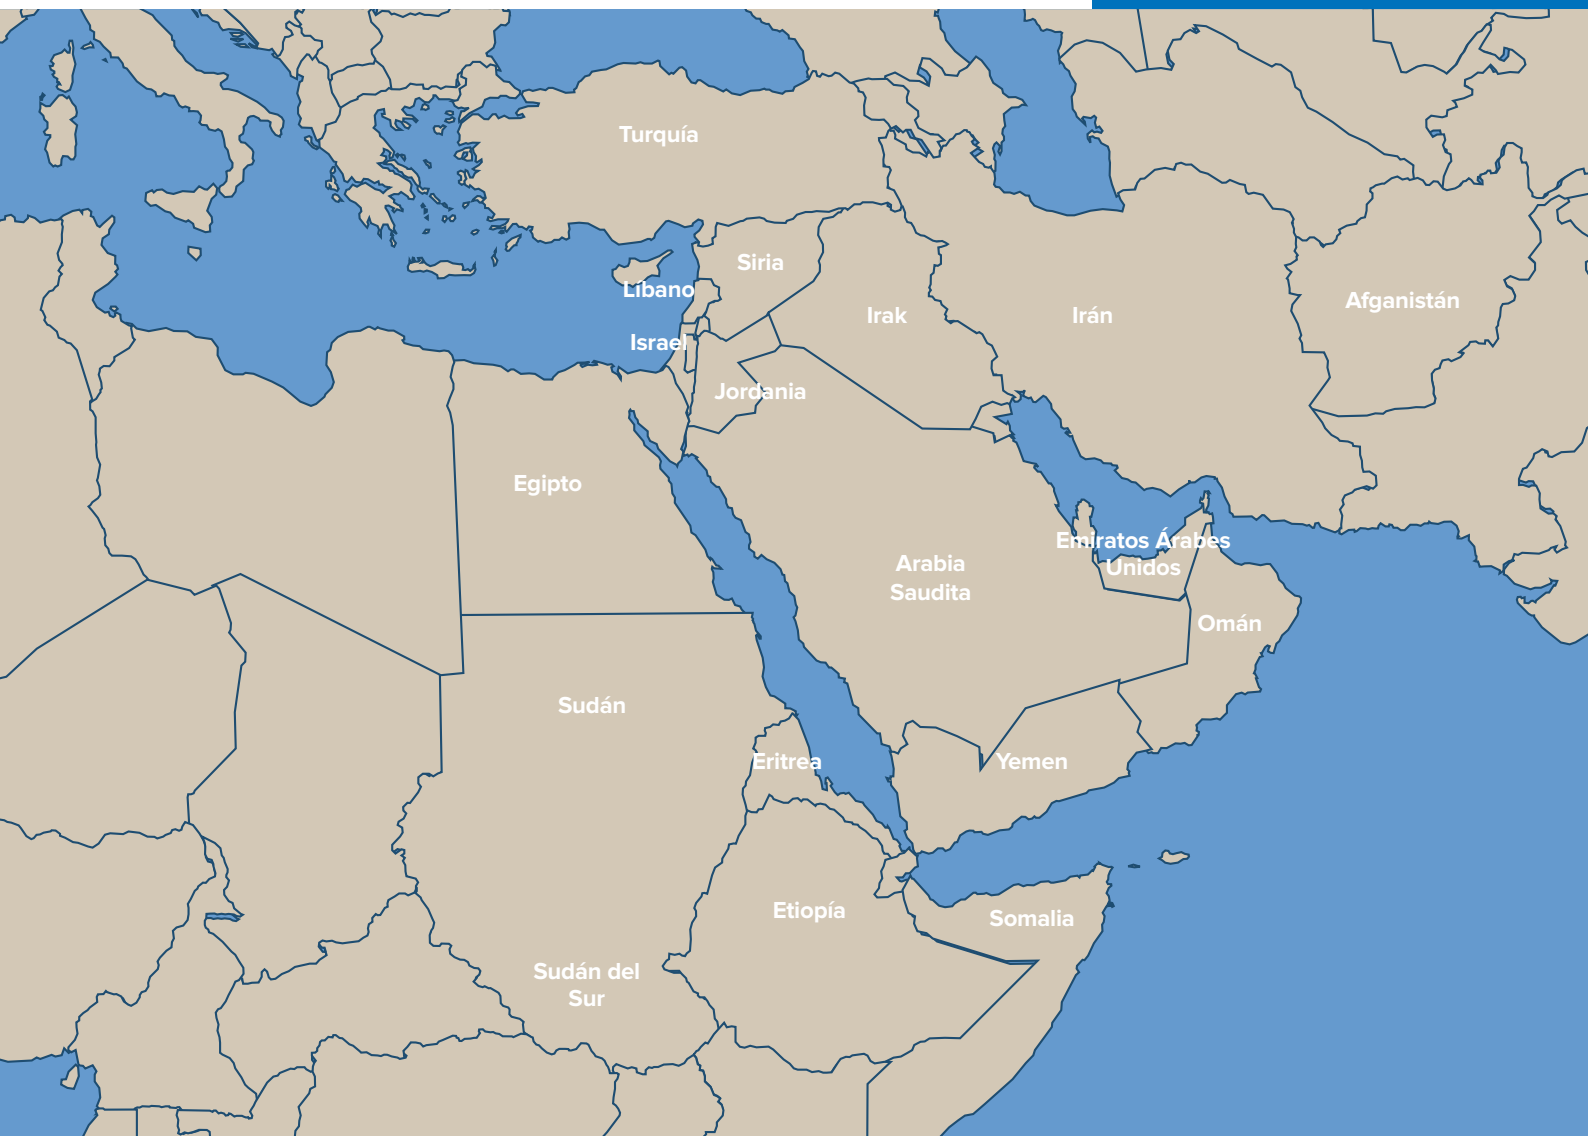 Turquía
Siria
Líbano
Afganistán
Irak
Irán
Israel
Jordania
Egipto
Emiratos Árabes
Unidos
Arabia
Saudita
Omán
Sudán
Eritrea
Yemen
Etiopía
Somalia
Sudán del
Sur